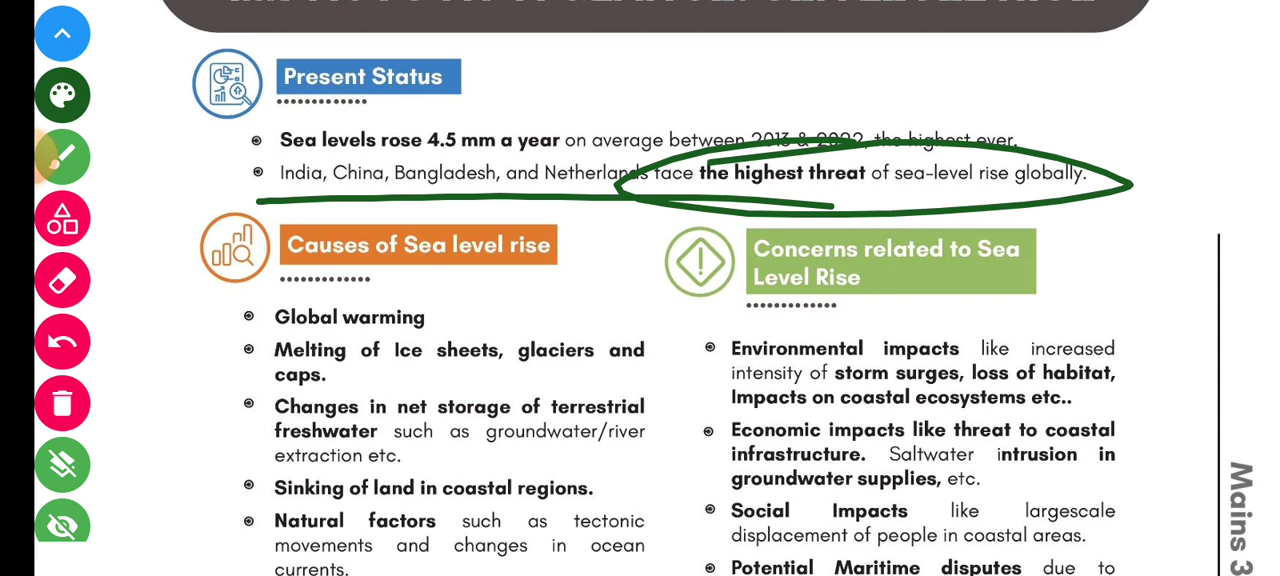 Present Status
Sea levels rose 4.5 mm a year on average between 2013 & 2022, the highest ever.
India, China, Bangladesh, and Netherlands face the highest threat of sea-level rise globally.
Causes of Sea level rise
Global warming
Melting of Ice sheets, glaciers and
caps.
Changes in net storage of terrestrial
freshwater such as groundwater/river
extraction etc.
Sinking of land in coastal regions.
Natural factors such as tectonic
movements and changes in ocean
currents.
Concerns related to Sea
Level Rise
Environmental impacts like increased
intensity of storm surges, loss of habitat,
Impacts on coastal ecosystems etc..
Economic impacts like threat to coastal
infrastructure. Saltwater intrusion in
groundwater supplies, etc.
Social Impacts like largescale
displacement of people in coastal areas.
Potential Maritime disputes due to
Mains 3